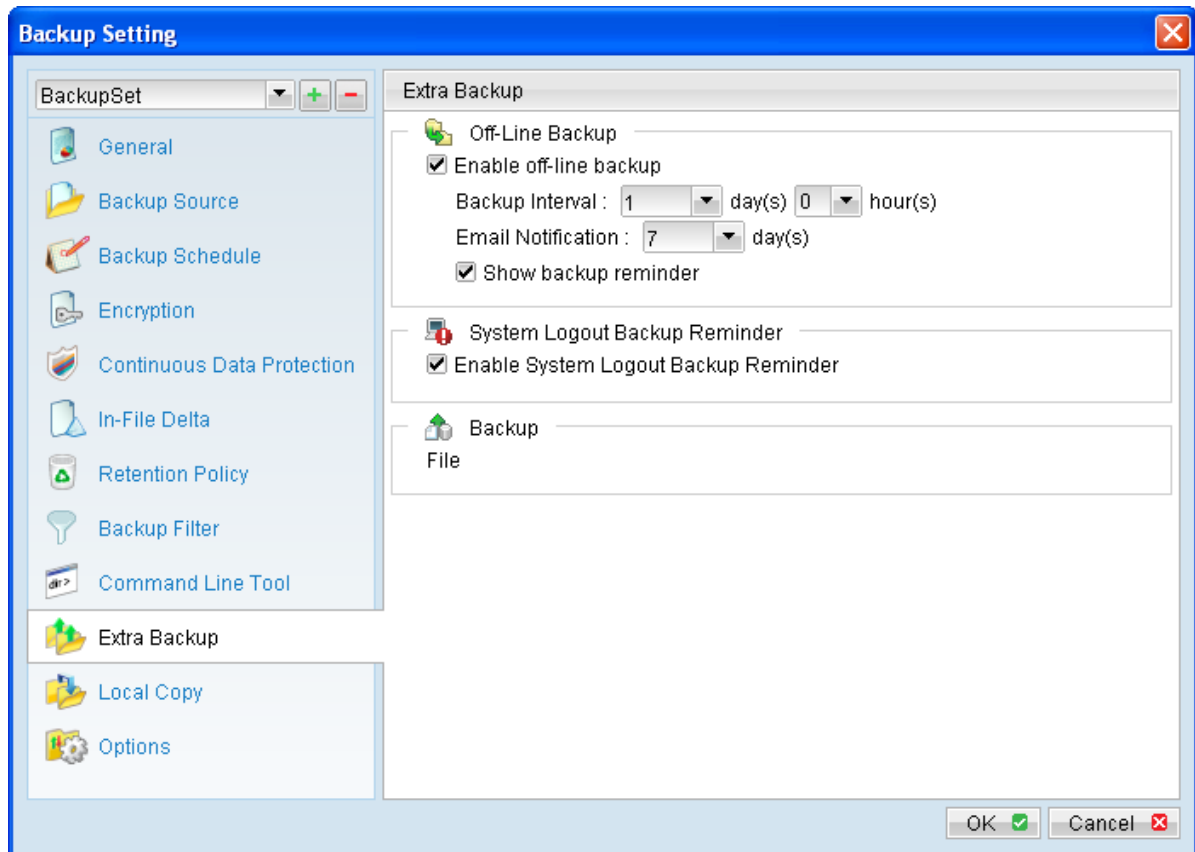 Backup Setting
BackupSet
General
Backup Source
Backup Schedule
Encryption
Continuous Data Protection
In-File Delta
Retention Policy
Backup Filter
dir>
Command Line Tool
Extra Backup
Local Copy
Options
Extra Backup
Off-Line Backup
Enable off-line backup
Backup Interval : 1 day(s) 0 hour(s)
Email Notification : 7 day(s)
Show backup reminder
System Logout Backup Reminder
Enable System Logout Backup Reminder
Backup
File
OK Cancel